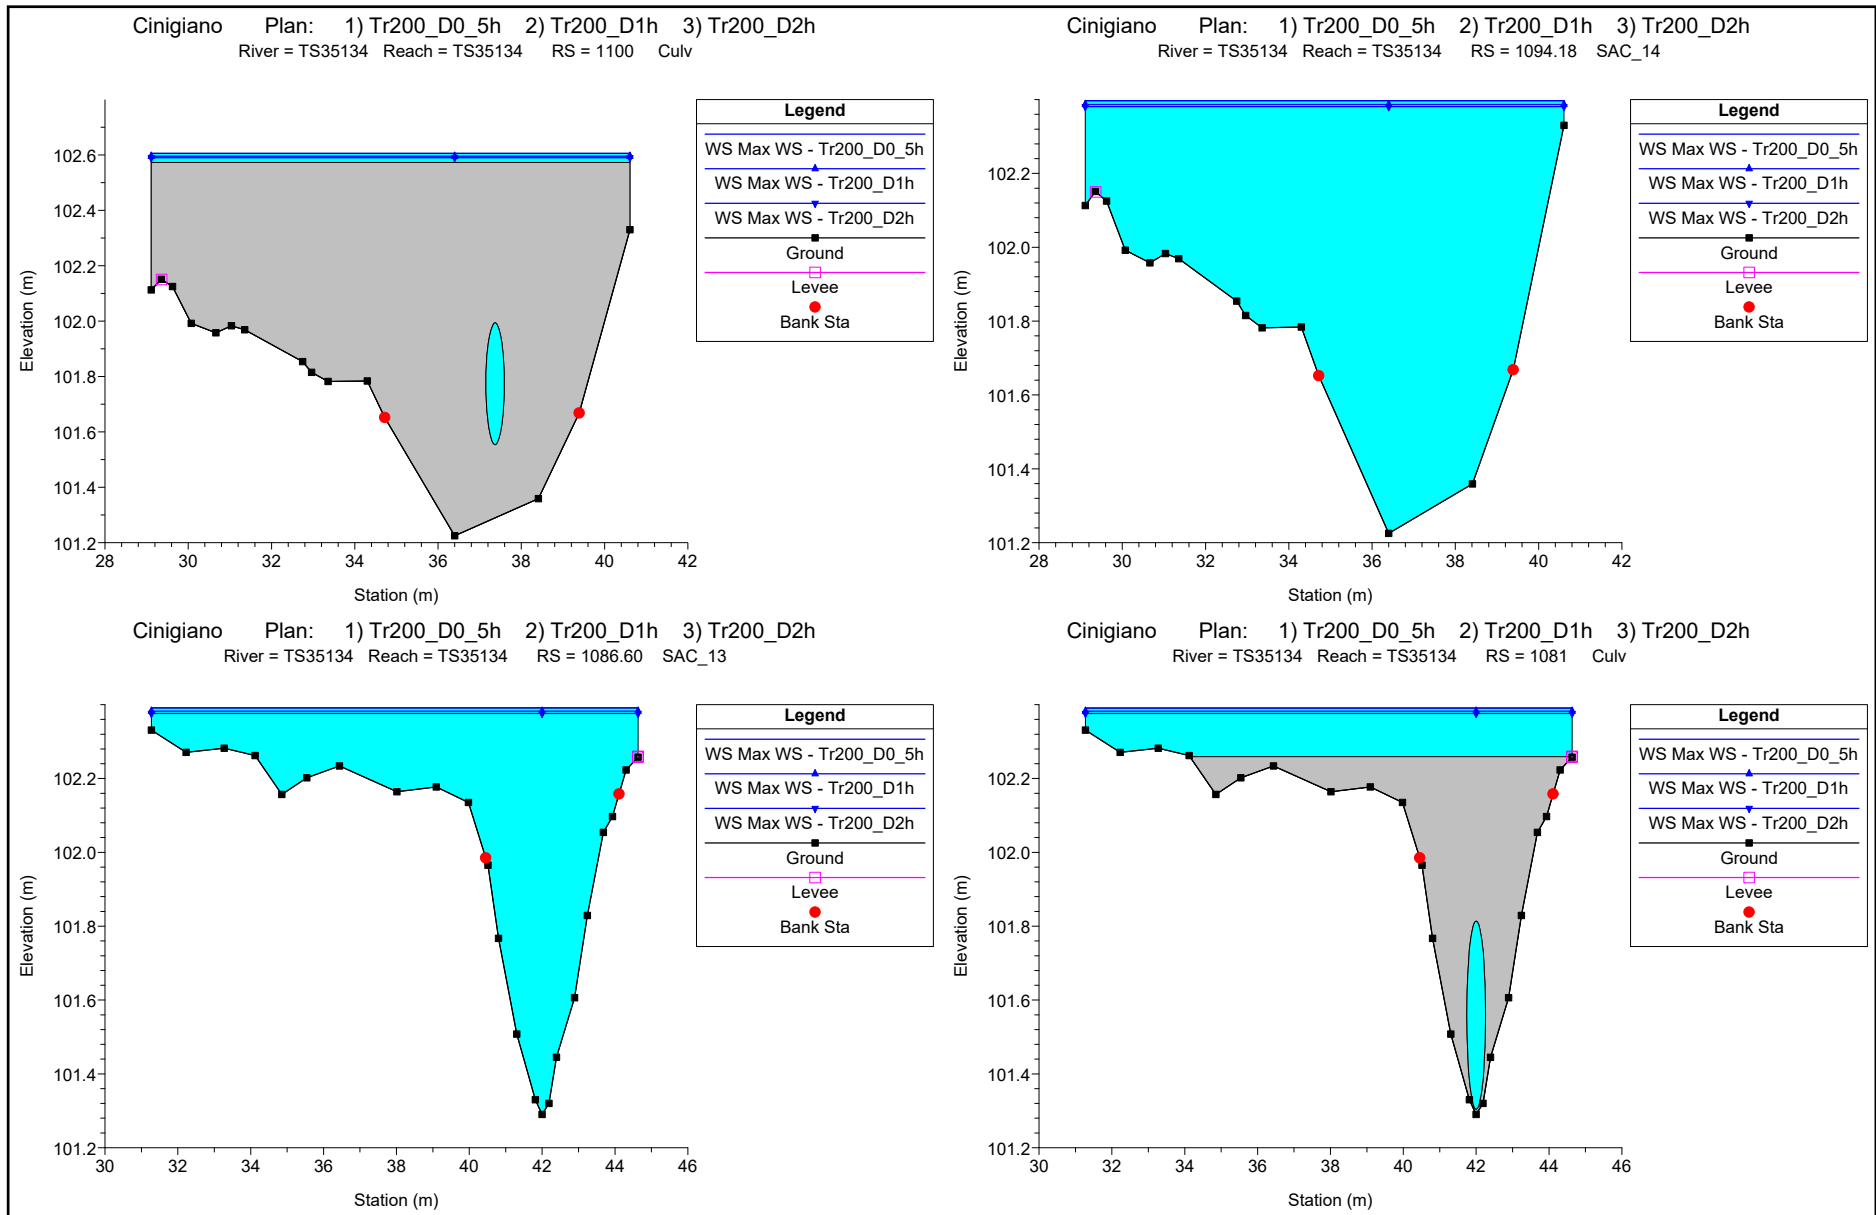 Cinigiano Plan: 1) Tr200_D0_5h 2) Tr200_D1h 3) Tr200_D2h
River = TS35134 Reach = TS35134 RS = 1100 Culv
102.6
102.4
102.2
102.0
101.8
101.6
101.4
101.2
28 30 32 34 36 38 40 42
Station (m)
Elevation (m)
Legend
WS Max WS - Tr200_D0_5h
WS Max WS - Tr200_D1h
WS Max WS - Tr200_D2h
Ground
Levee
Bank Sta
Cinigiano Plan: 1) Tr200_D0_5h 2) Tr200_D1h 3) Tr200_D2h
River = TS35134 Reach = TS35134 RS = 1094.18 SAC_14
102.2
102.0
101.8
101.6
101.4
101.2
28 30 32 34 36 38 40 42
Station (m)
Elevation (m)
Legend
WS Max WS - Tr200_D0_5h
WS Max WS - Tr200_D1h
WS Max WS - Tr200_D2h
Ground
Levee
Bank Sta
Cinigiano Plan: 1) Tr200_D0_5h 2) Tr200_D1h 3) Tr200_D2h
River = TS35134 Reach = TS35134 RS = 1086.60 SAC_13
102.2
102.0
101.8
101.6
101.4
101.2
30 32 34 36 38 40 42 44 46
Station (m)
Elevation (m)
Legend
WS Max WS - Tr200_D0_5h
WS Max WS - Tr200_D1h
WS Max WS - Tr200_D2h
Ground
Levee
Bank Sta
Cinigiano Plan: 1) Tr200_D0_5h 2) Tr200_D1h 3) Tr200_D2h
River = TS35134 Reach = TS35134 RS = 1081 Culv
102.2
102.0
101.8
101.6
101.4
101.2
30 32 34 36 38 40 42 44 46
Station (m)
Elevation (m)
Legend
WS Max WS - Tr200_D0_5h
WS Max WS - Tr200_D1h
WS Max WS - Tr200_D2h
Ground
Levee
Bank Sta